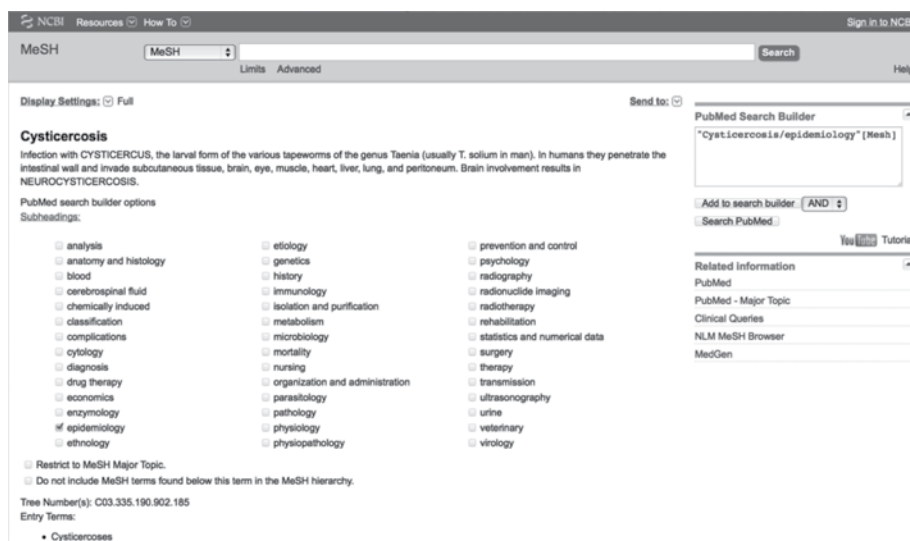 NCBI Resources How To Sign in to NCB
MeSH MeSH Search
Limits Advanced Help
Display Settings: Full Send to:
Cysticercosis
Infection with CYSTICERCUS, the larval form of the various tapeworms of the genus Taenia (usually T. solium in man). In humans they penetrate the
intestinal wall and invade subcutaneous tissue, brain, eye, muscle, heart, liver, lung, and peritoneum. Brain involvement results in
NEUROCYSTICERCOSIS.
PubMed search builder options
Subheadings:
analysis etiology prevention and control
anatomy and histology genetics psychology
blood history radiography
cerebrospinal fluid immunology radionuclide imaging
chemically induced isolation and purification radiotherapy
classification metabolism rehabilitation
complications microbiology statistics and numerical data
cytology mortality surgery
diagnosis nursing therapy
drug therapy organization and administration transmission
economics parasitology ultrasonography
enzymology pathology urine
epidemiology physiology veterinary
ethnology physiopathology virology
Restrict to MeSH Major Topic.
Do not include MeSH terms found below this term in the MeSH hierarchy.
Tree Number(s): C03.335.190.902.185
Entry Terms:
• Cysticercoses
PubMed Search Builder
"Cysticercosis/epidemiology"[Mesh]
Add to search builder AND
Search PubMed
YouTube Tutoria
Related information
PubMed
PubMed - Major Topic
Clinical Queries
NLM MeSH Browser
MedGen